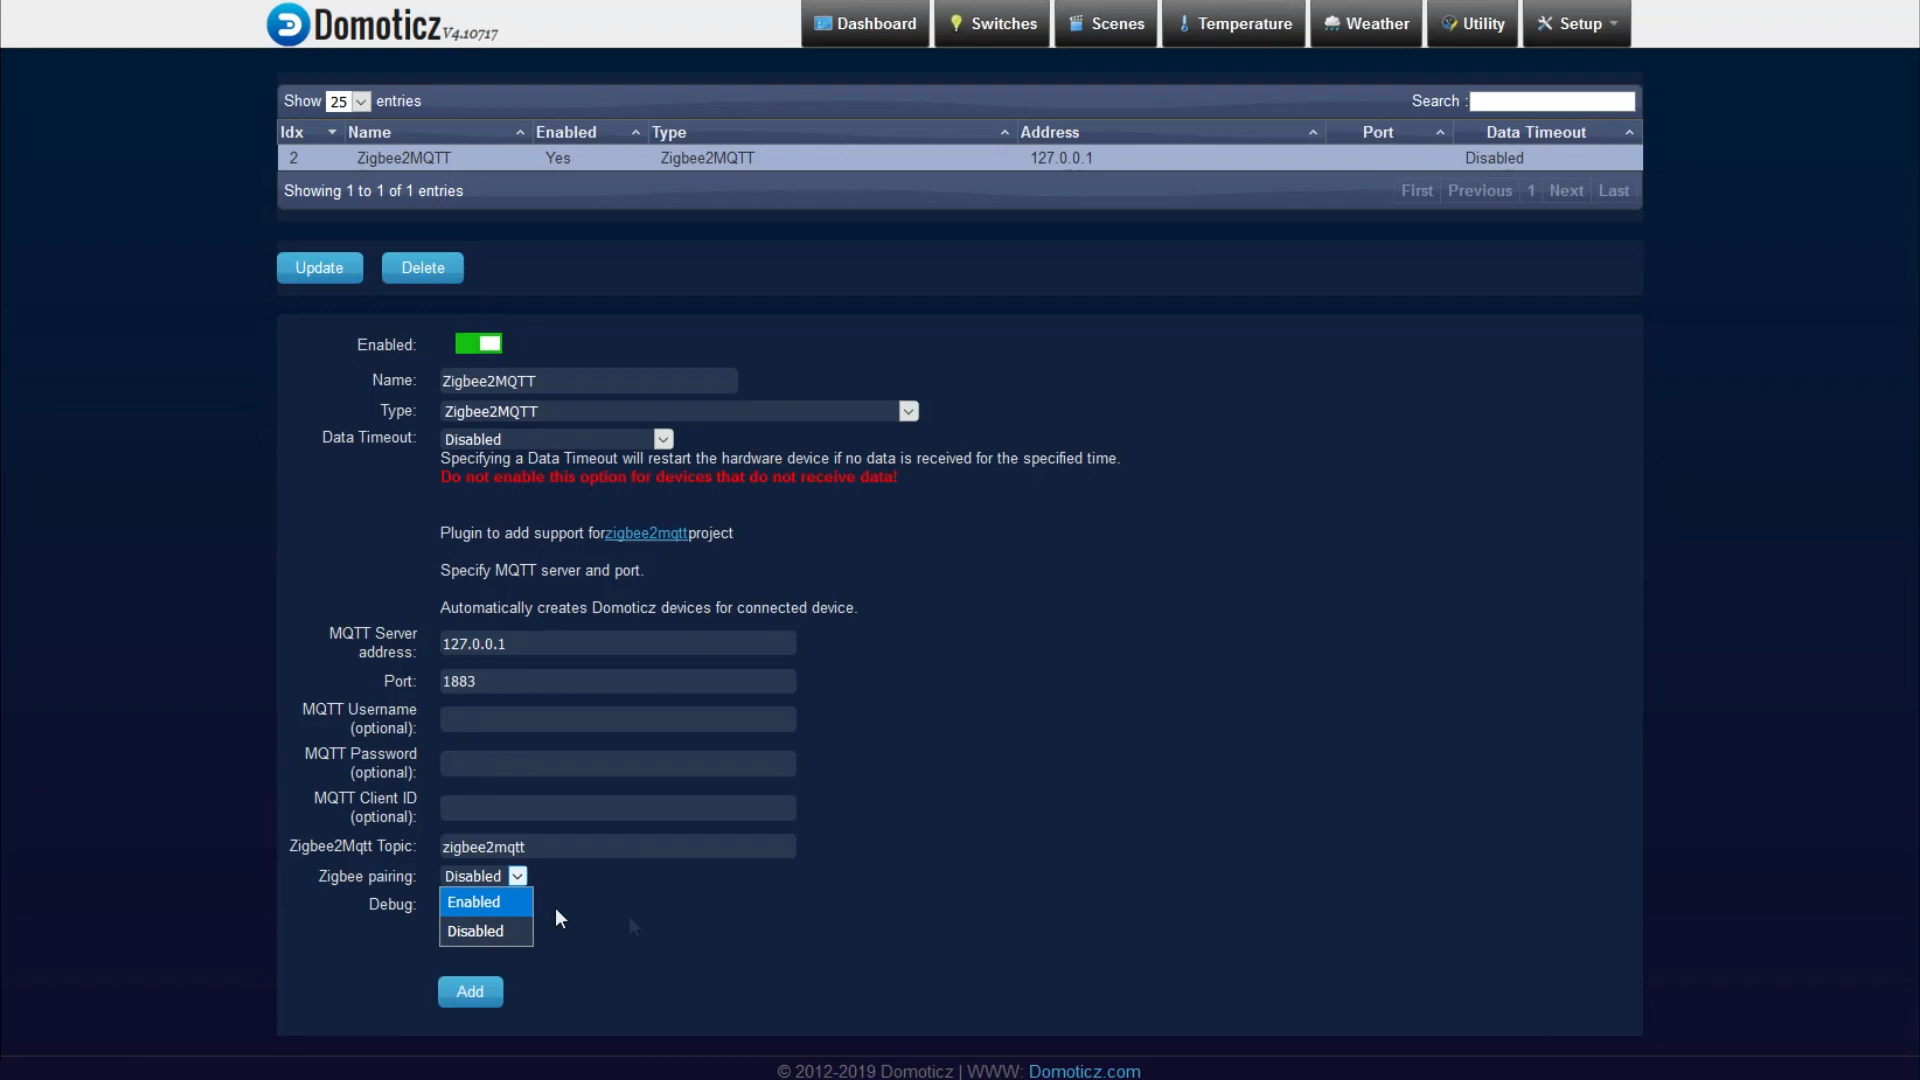 Domoticz V4.10717
Dashboard Switches Scenes Temperature Weather Utility Setup
Show 25 entries Search :
Idx Name Enabled Type Address Port Data Timeout
2 Zigbee2MQTT Yes Zigbee2MQTT 127.0.0.1 Disabled
Showing 1 to 1 of 1 entries First Previous 1 Next Last
Update Delete
Enabled:
Name: Zigbee2MQTT
Type: Zigbee2MQTT
Data Timeout: Disabled
Specifying a Data Timeout will restart the hardware device if no data is received for the specified time.
Do not enable this option for devices that do not receive data!
Plugin to add support forzigbee2mqttproject
Specify MQTT server and port.
Automatically creates Domoticz devices for connected device.
MQTT Server
address: 127.0.0.1
Port: 1883
MQTT Username
(optional):
MQTT Password
(optional):
MQTT Client ID
(optional):
Zigbee2Mqtt Topic: zigbee2mqtt
Zigbee pairing: Disabled
Debug: Enabled
Disabled
Add
© 2012-2019 Domoticz | WWW: Domoticz.com